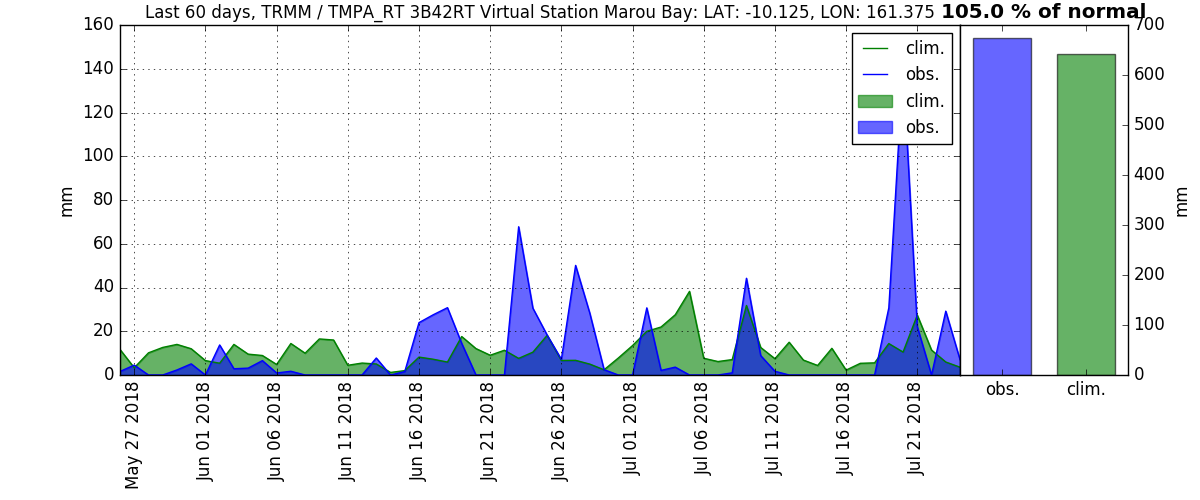 Last 60 days, TRMM / TMPA_RT 3B42RT Virtual Station Marou Bay: LAT: -10.125, LON: 161.375 105.0 % of normal
160
140
120
100
80
60
40
20
0
mm
clim.
obs.
clim.
obs.
700
600
500
400
300
200
100
0
mm
May 27 2018
Jun 01 2018
Jun 06 2018
Jun 11 2018
Jun 16 2018
Jun 21 2018
Jun 26 2018
Jul 01 2018
Jul 06 2018
Jul 11 2018
Jul 16 2018
Jul 21 2018
obs. clim.